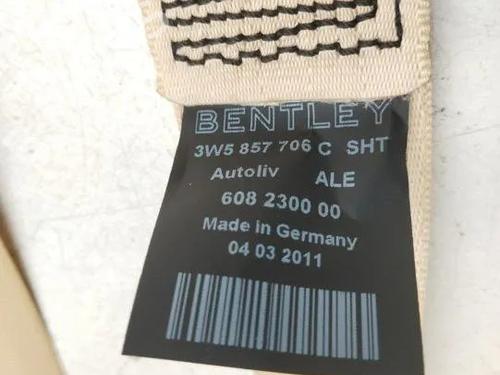 BENTLEY
3W5 857 706 C SHT
Autoliv ALE
608 2300 00
Made in Germany
04 03 2011